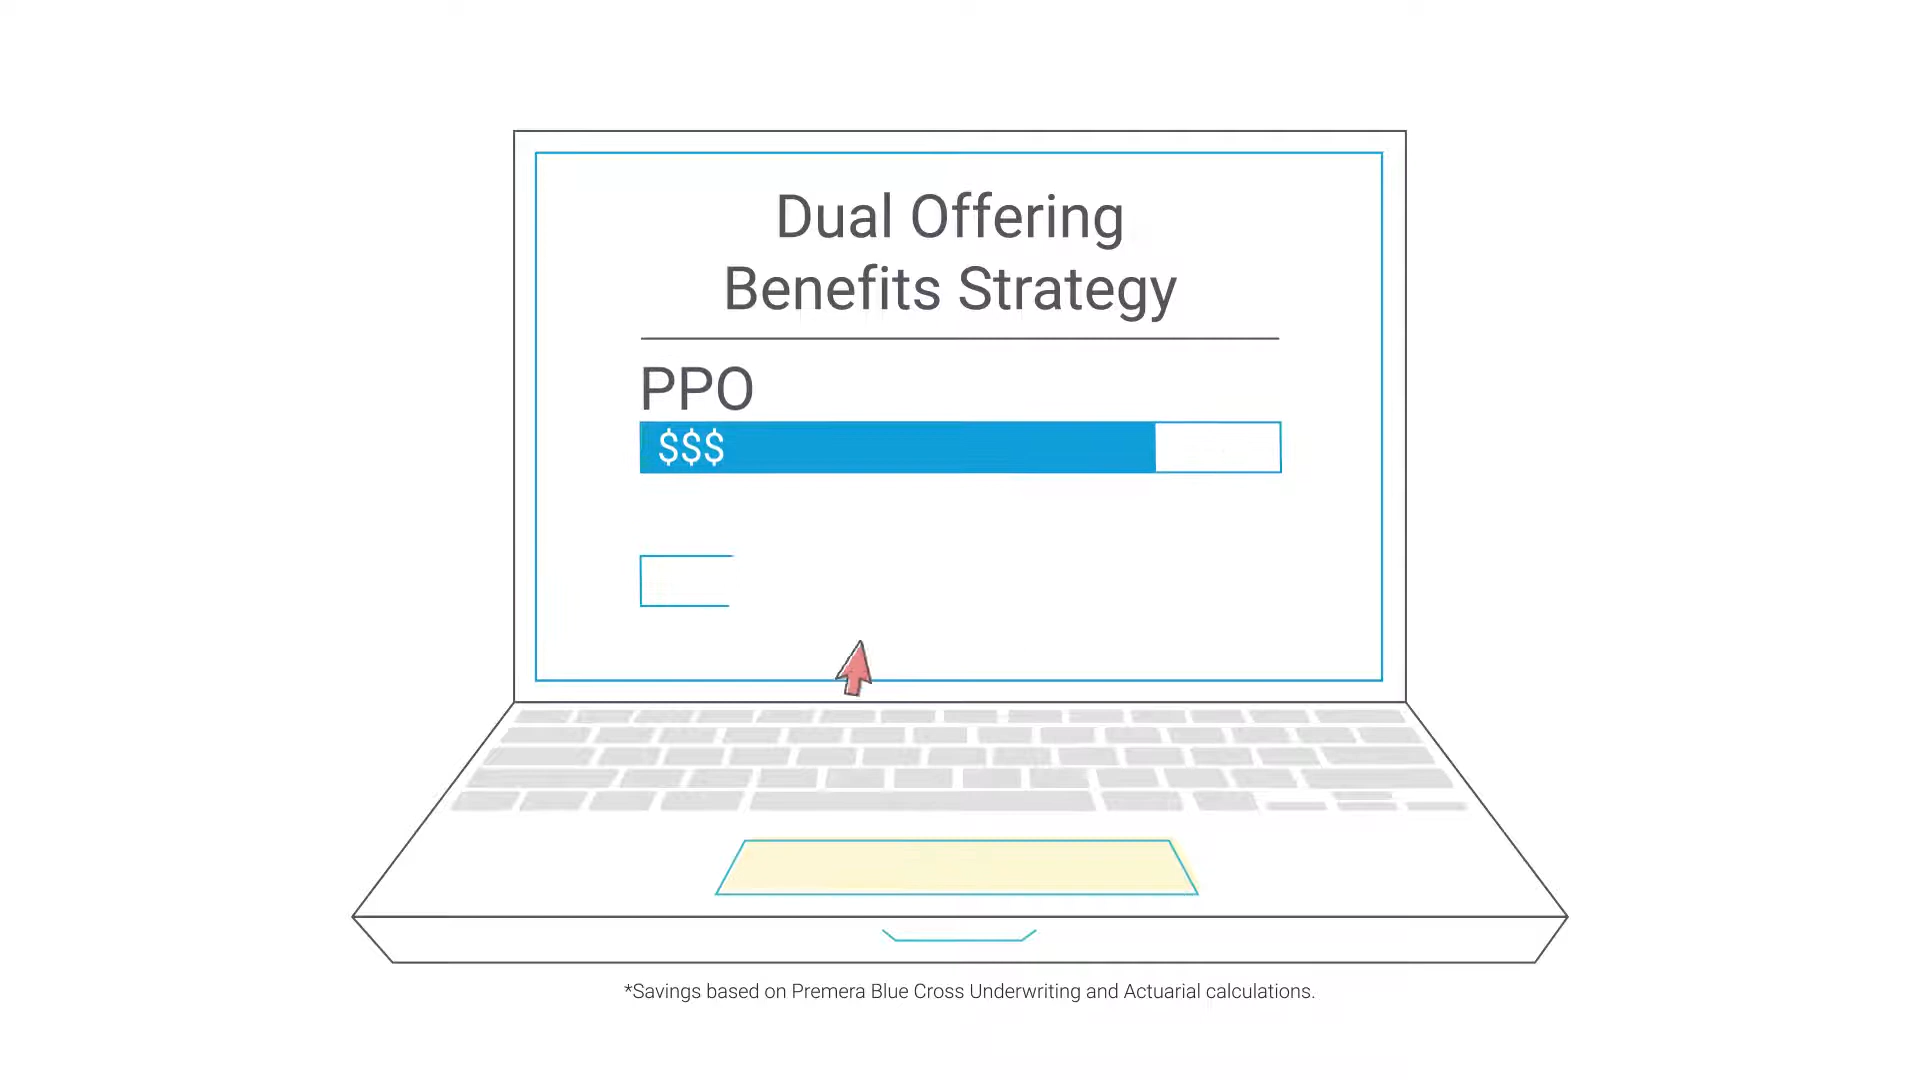 Dual Offering
Benefits Strategy
PPO
$$$
*Savings based on Premera Blue Cross Underwriting and Actuarial calculations.